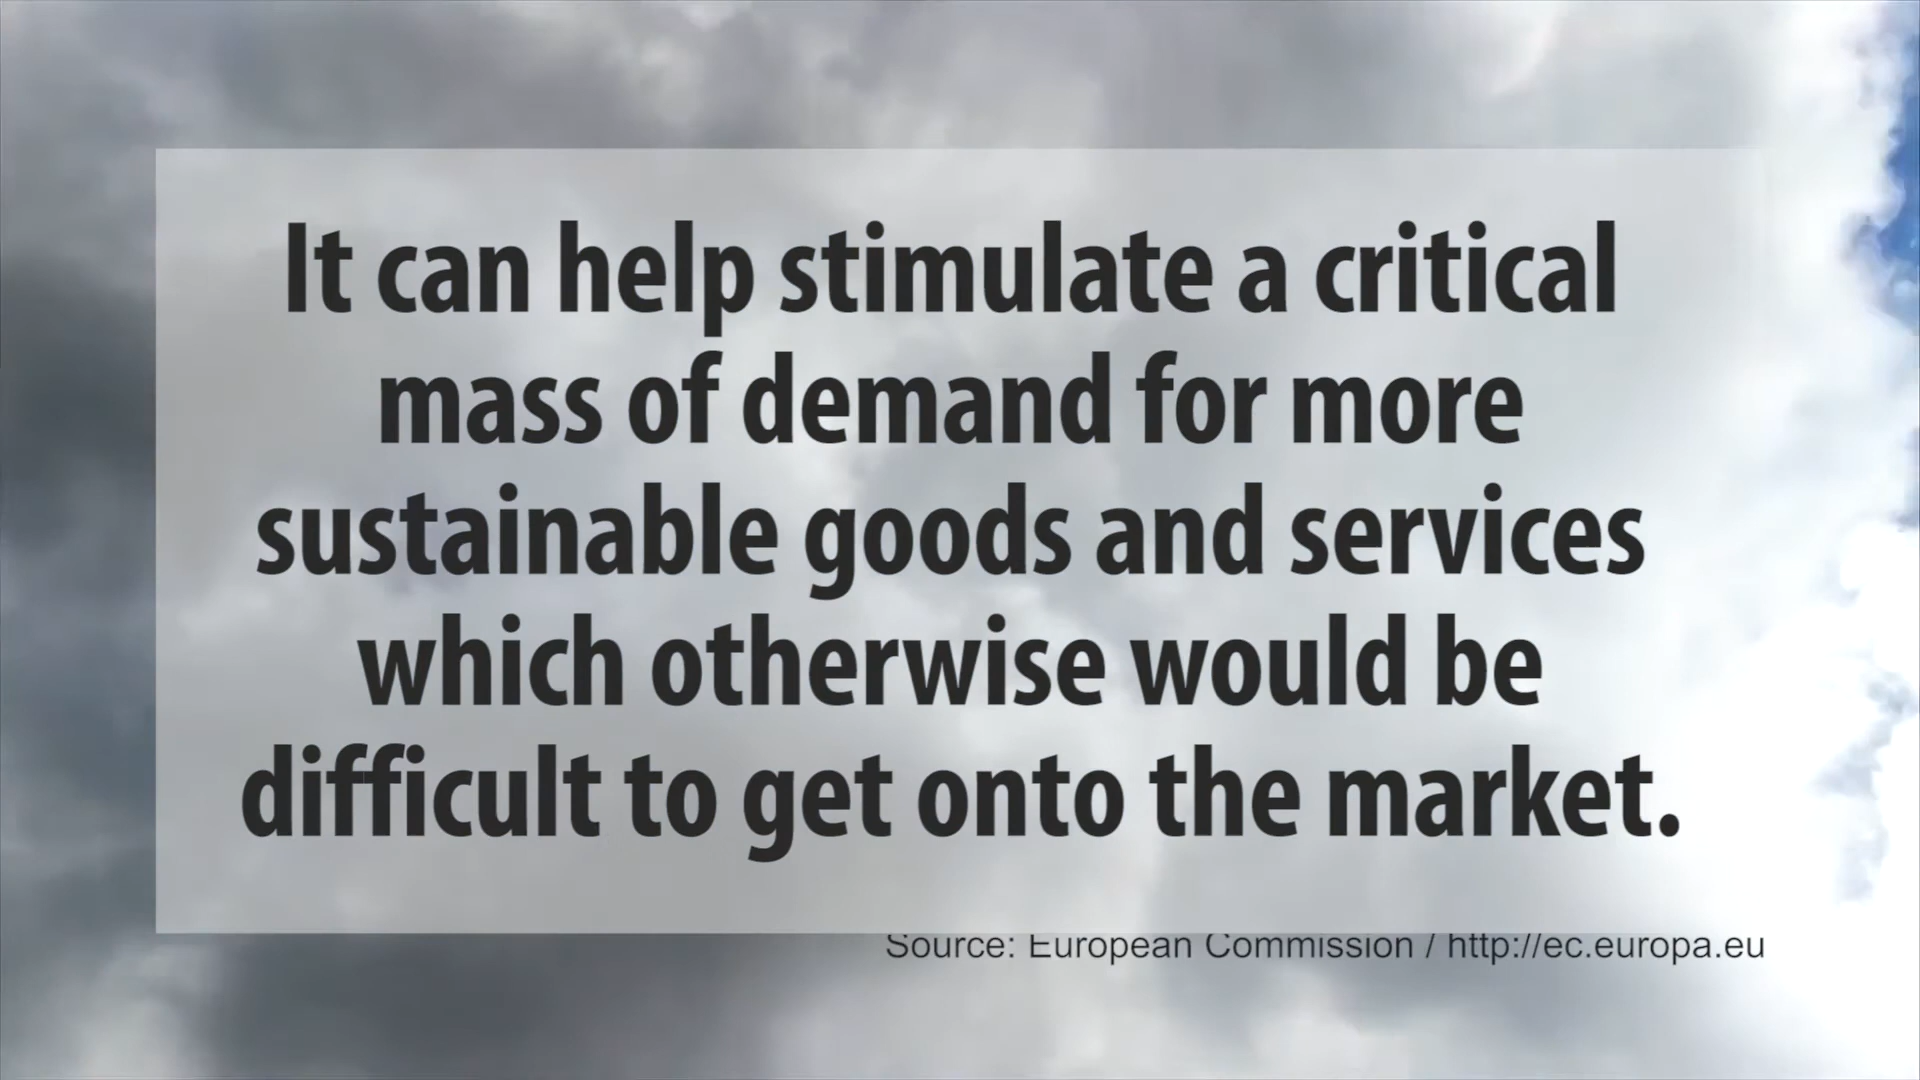 It can help stimulate a critical
mass of demand for more
sustainable goods and services
which otherwise would be
difficult to get onto the market.
Source: European Commission / http://ec.europa.eu